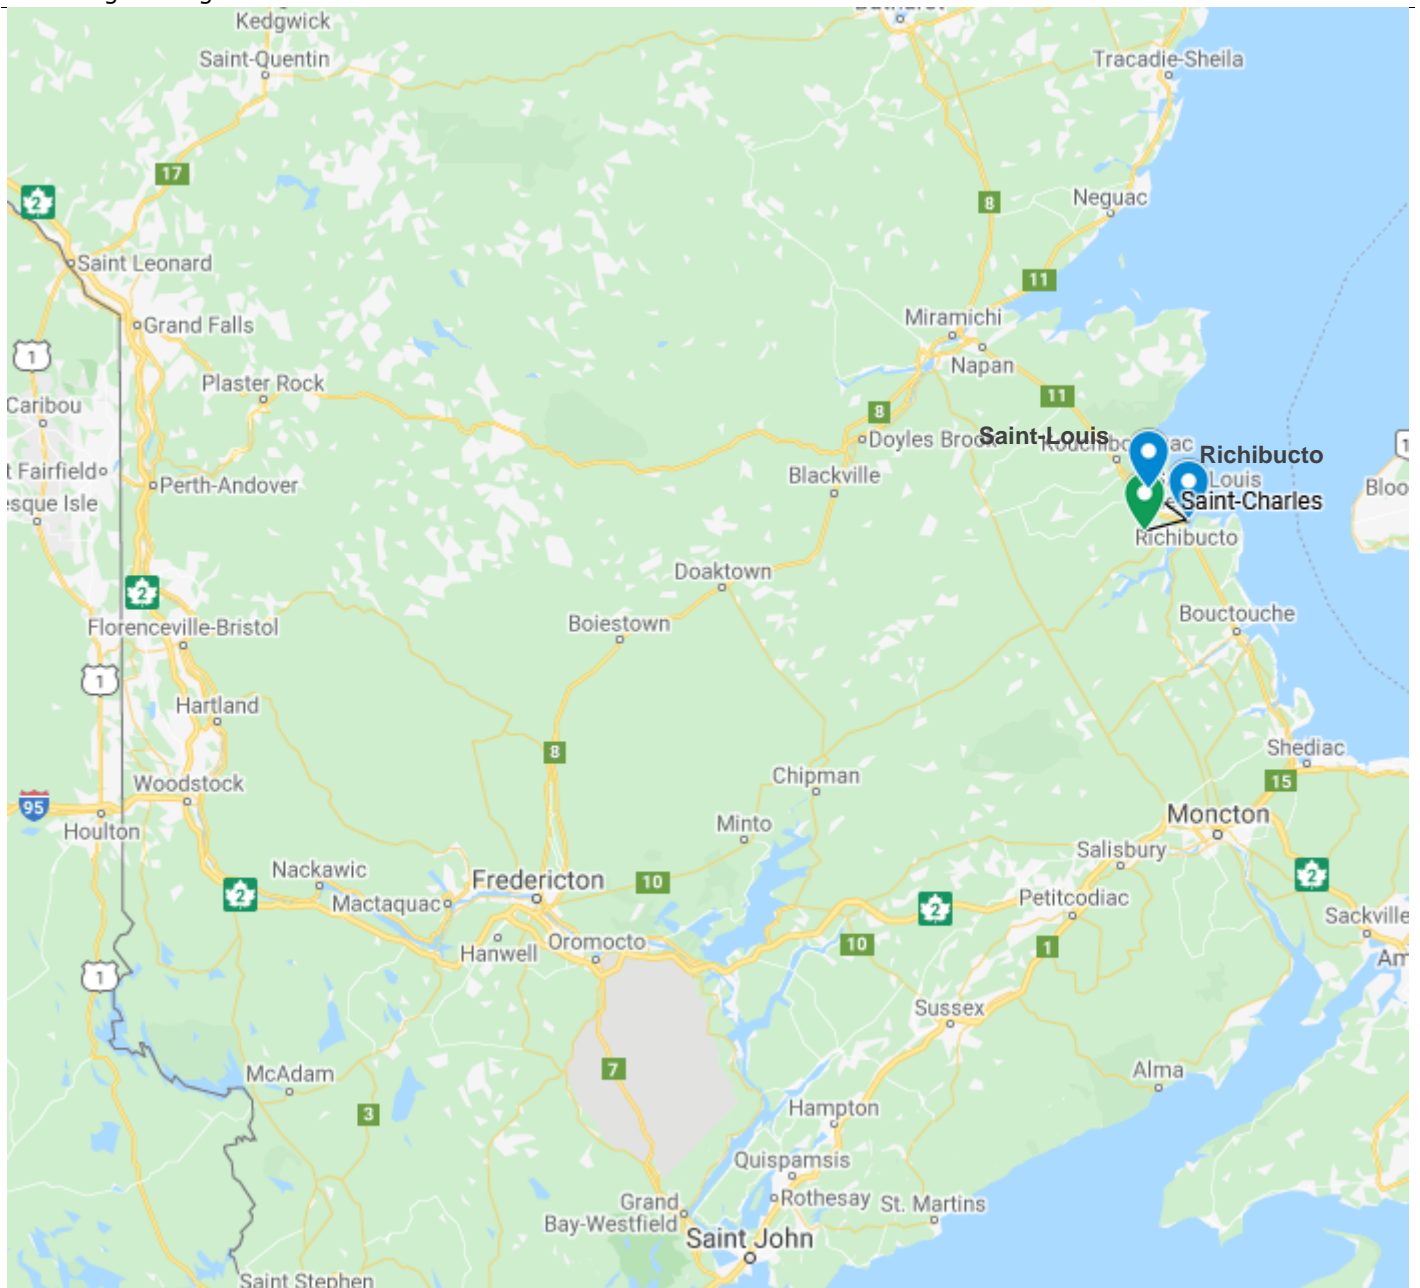 Kedgwick
Saint-Quentin
Tracadie-Sheila
17
2
8
Neguac
Saint Leonard
11
Grand Falls
Miramichi
1
Napan
Plaster Rock
11
Caribou
8
Doyles Brook
Saint-Louis
Richibucto
t Fairfield
Blackville
Louis
Perth-Andover
Bloo
esque Isle
Saint-Charles
Richibucto
Doaktown
2
Bouctouche
Florenceville-Bristol
Boiestown
1
Hartland
8
Shediac
Chipman
15
Woodstock
95
Houlton
Moncton
Minto
Salisbury
Nackawic
2
Fredericton
10
2
Mactaquac
Petitcodiac
2
Sackville
Hanwell
Oromocto
10
1
Am
1
Sussex
7
McAdam
Alma
3
Hampton
Quispamsis
Grand
Bay-Westfield
Rothesay
St. Martins
Saint John
Saint Stephen